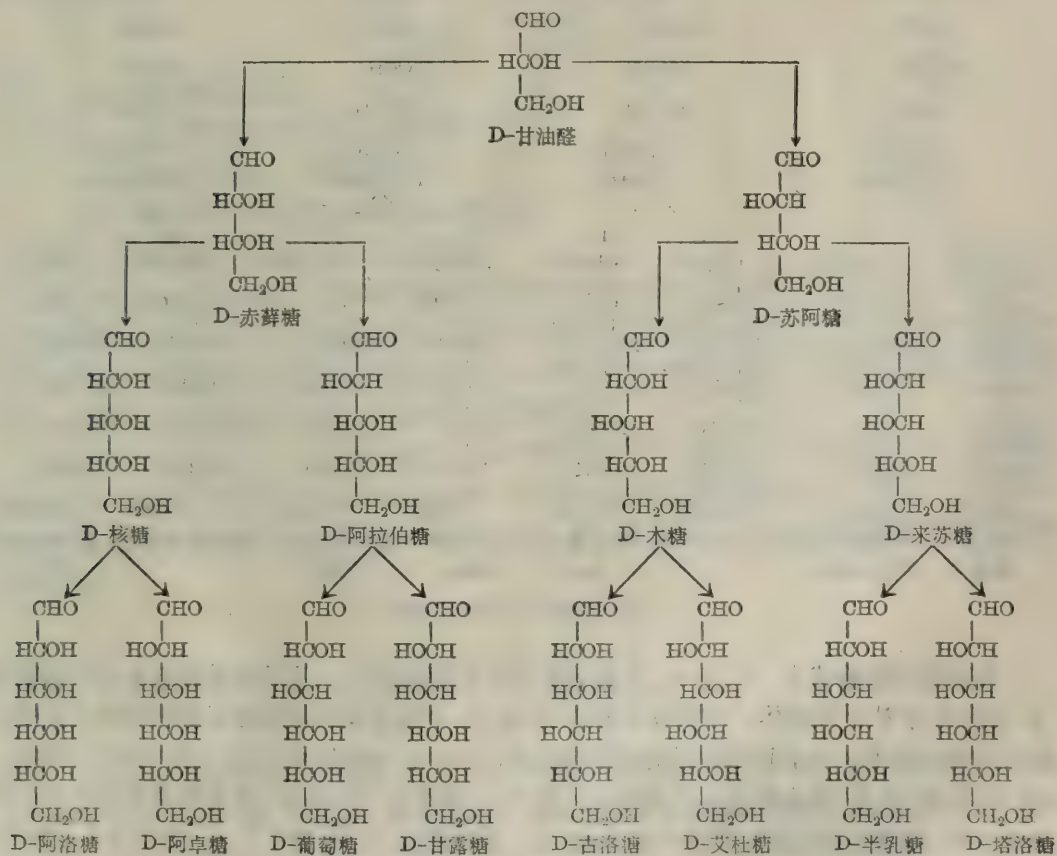 CHO
HCOH
CH₂OH
D-甘油醛
CHO CHO
HCOH HOCH
HCOH HCOH
CH₂OH CH₂OH
D-赤藓糖 D-苏阿糖
CHO CHO CHO CHO
HCOH HOCH HCOH HOCH
HCOH HCOH HOCH HOCH
HCOH HCOH HCOH HCOH
CH₂OH CH₂OH CH₂OH CH₂OH
D-核糖 D-阿拉伯糖 D-木糖 D-来苏糖
CHO CHO CHO CHO CHO CHO CHO CHO
HCOH HOCH HCOH HOCH HCOH HOCH HCOH HOCH
HCOH HCOH HOCH HOCH HCOH HCOH HOCH HOCH
HCOH HCOH HCOH HCOH HOCH HOCH HOCH HOCH
HCOH HCOH HCOH HCOH HCOH HCOH HCOH HCOH
CH₂OH CH₂OH CH₂OH CH₂OH CH₂OH CH₂OH CH₂OH CH₂OH
D-阿洛糖 D-阿卓糖 D-葡萄糖 D-甘露糖 D-古洛糖 D-艾杜糖 D-半乳糖 D-塔洛糖